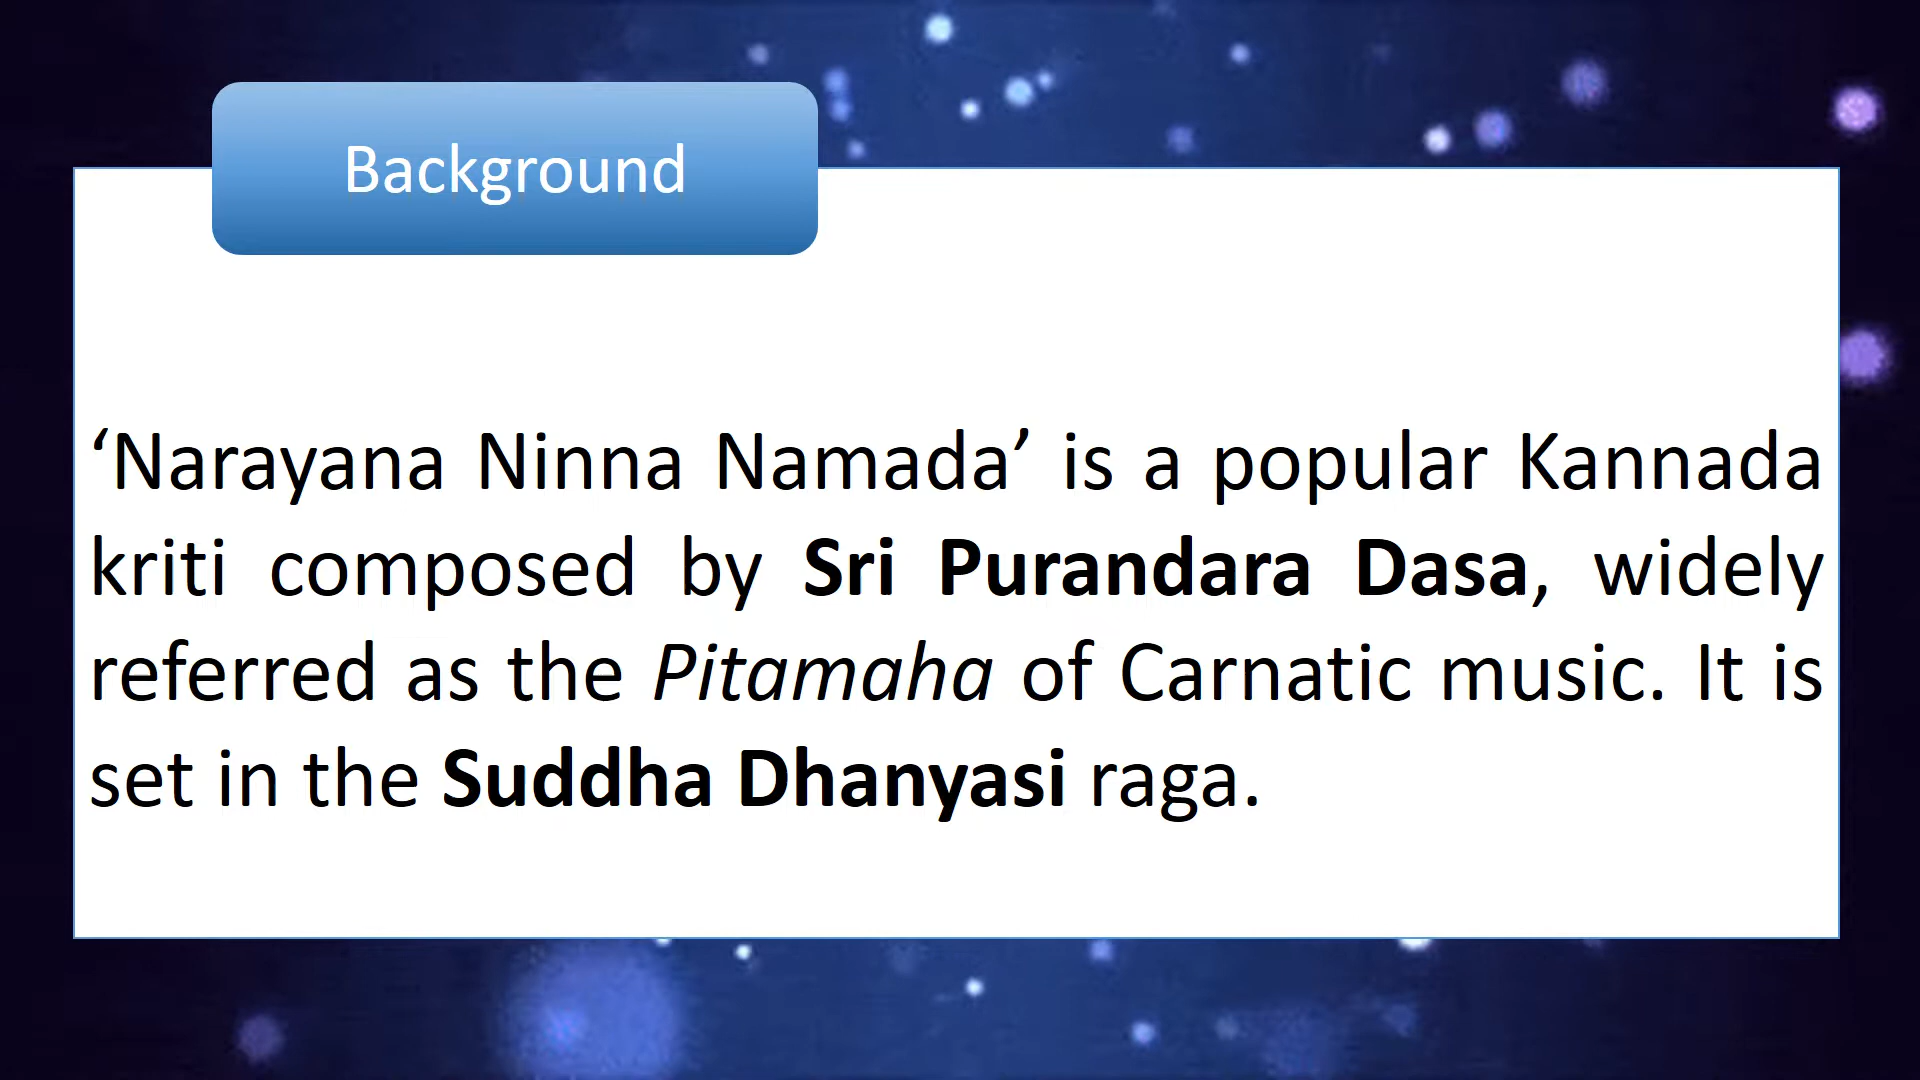 Background
‘Narayana Ninna Namada’ is a popular Kannada
kriti composed by Sri Purandara Dasa, widely
referred as the Pitamaha of Carnatic music. It is
set in the Suddha Dhanyasi raga.